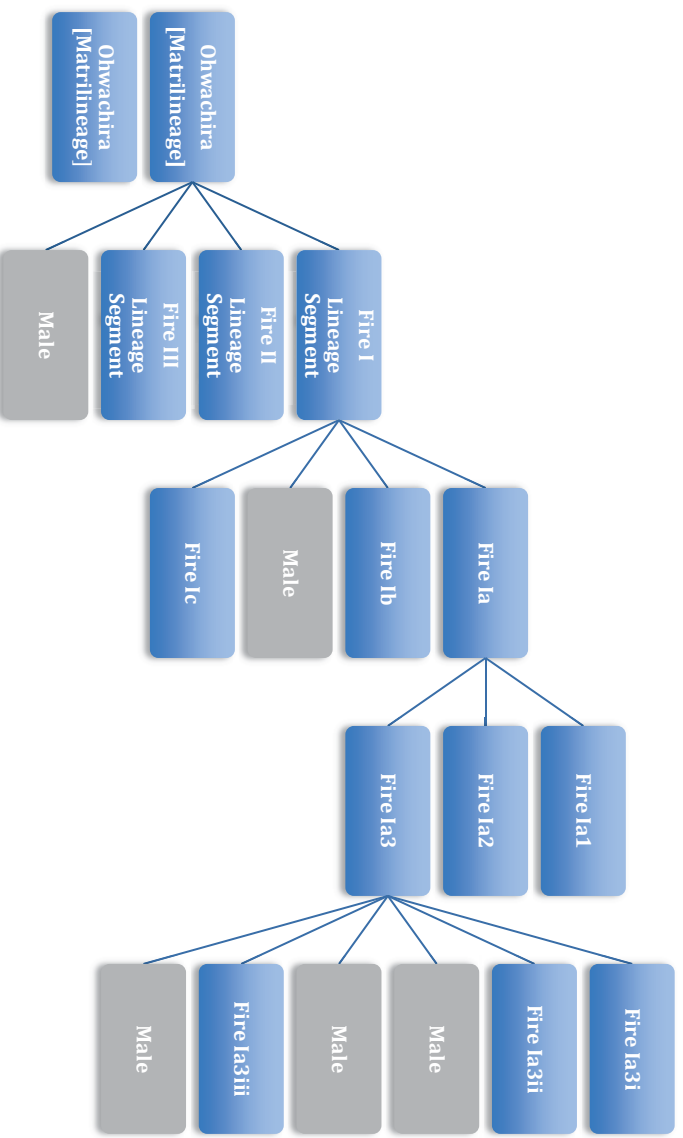 Ohwachira
[Matrilineage]
Ohwachira
[Matrilineage]
Fire I
Lineage
Segment
Fire II
Lineage
Segment
Fire III
Lineage
Segment
Male
Fire Ia
Fire Ib
Male
Fire Ic
Fire Ia1
Fire Ia2
Fire Ia3
Fire Ia3i
Fire Ia3ii
Male
Male
Fire Ia3iii
Male